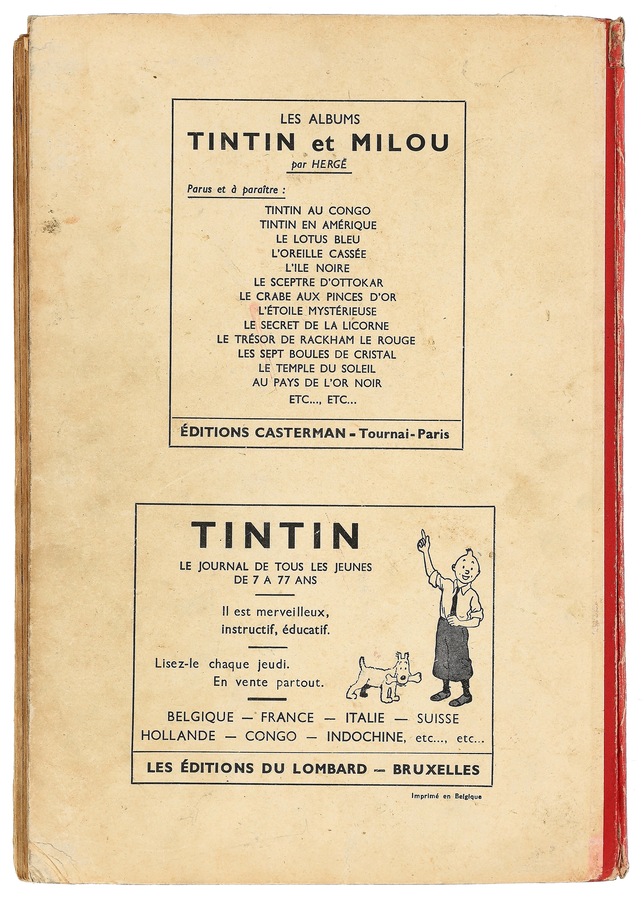 LES ALBUMS
TINTIN et MILOU
par HERGÉ
Parus et à paraître :
TINTIN AU CONGO
TINTIN EN AMÉRIQUE
LE LOTUS BLEU
L'OREILLE CASSÉE
L'ILE NOIRE
LE SCEPTRE D'OTTOKAR
LE CRABE AUX PINCES D'OR
L'ÉTOILE MYSTÉRIEUSE
LE SECRET DE LA LICORNE
LE TRÉSOR DE RACKHAM LE ROUGE
LES SEPT BOULES DE CRISTAL
LE TEMPLE DU SOLEIL
AU PAYS DE L'OR NOIR
ETC..., ETC...
ÉDITIONS CASTERMAN - Tournai-Paris
TINTIN
LE JOURNAL DE TOUS LES JEUNES
DE 7 A 77 ANS
Il est merveilleux,
instructif, éducatif.
Lisez-le chaque jeudi.
En vente partout.
BELGIQUE — FRANCE — ITALIE — SUISSE
HOLLANDE — CONGO — INDOCHINE, etc..., etc...
LES ÉDITIONS DU LOMBARD — BRUXELLES
Imprimé en Belgique